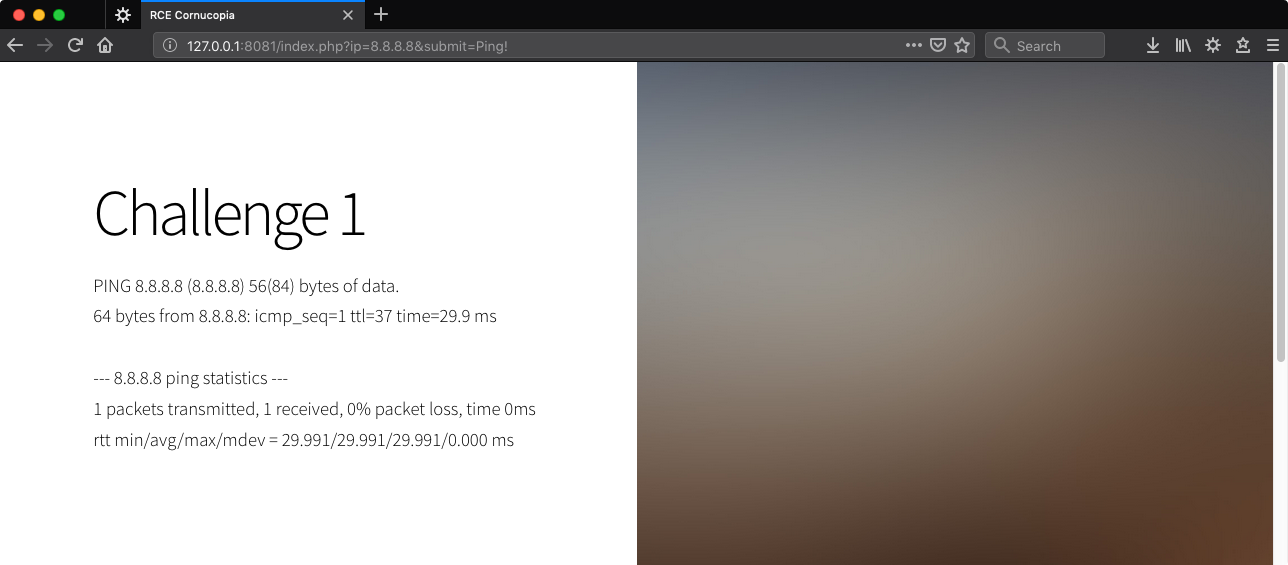 RCE Cornucopia
127.0.0.1:8081/index.php?ip=8.8.8.8&submit=Ping!
Search
Challenge 1
PING 8.8.8.8 (8.8.8.8) 56(84) bytes of data.
64 bytes from 8.8.8.8: icmp_seq=1 ttl=37 time=29.9 ms
--- 8.8.8.8 ping statistics ---
1 packets transmitted, 1 received, 0% packet loss, time 0ms
rtt min/avg/max/mdev = 29.991/29.991/29.991/0.000 ms